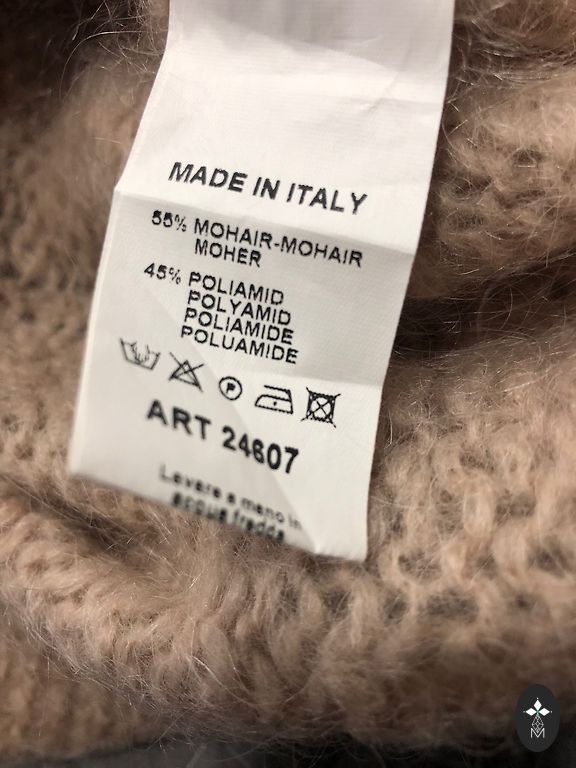 MADE IN ITALY
55% MOHAIR-MOHAIR
MOHER
45% POLIAMID
POLYAMID
POLIAMIDE
POLUAMIDE
P
ART 24607
Lavare a mano in
acqua fredda
M